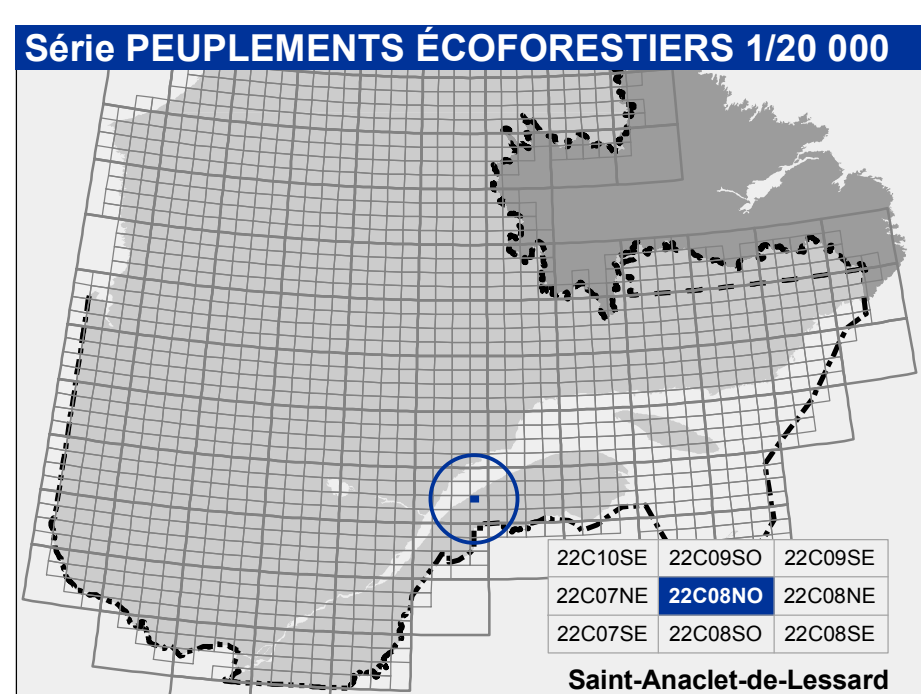 Série PEUPLEMENTS ÉCOFORESTIERS 1/20 000
22C10SE 22C09SO 22C09SE
22C07NE 22C08NO 22C08NE
22C07SE 22C08SO 22C08SE
Saint-Anaclet-de-Lessard